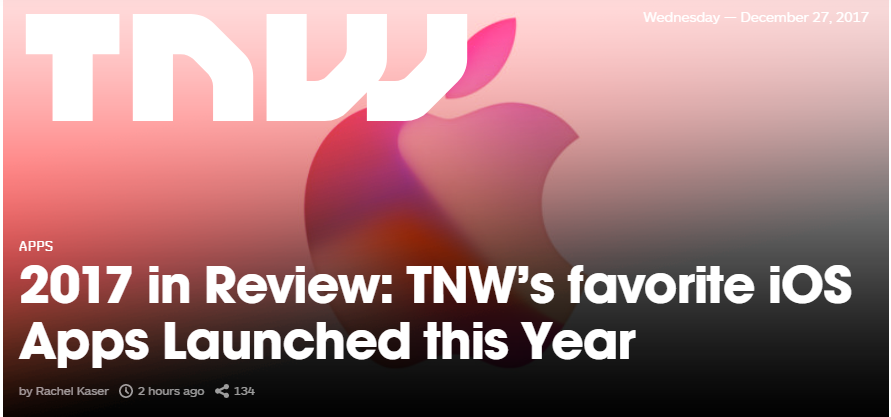 TNW
Wednesday — December 27, 2017
APPS
2017 in Review: TNW's favorite iOS
Apps Launched this Year
by Rachel Kaser 2 hours ago 134